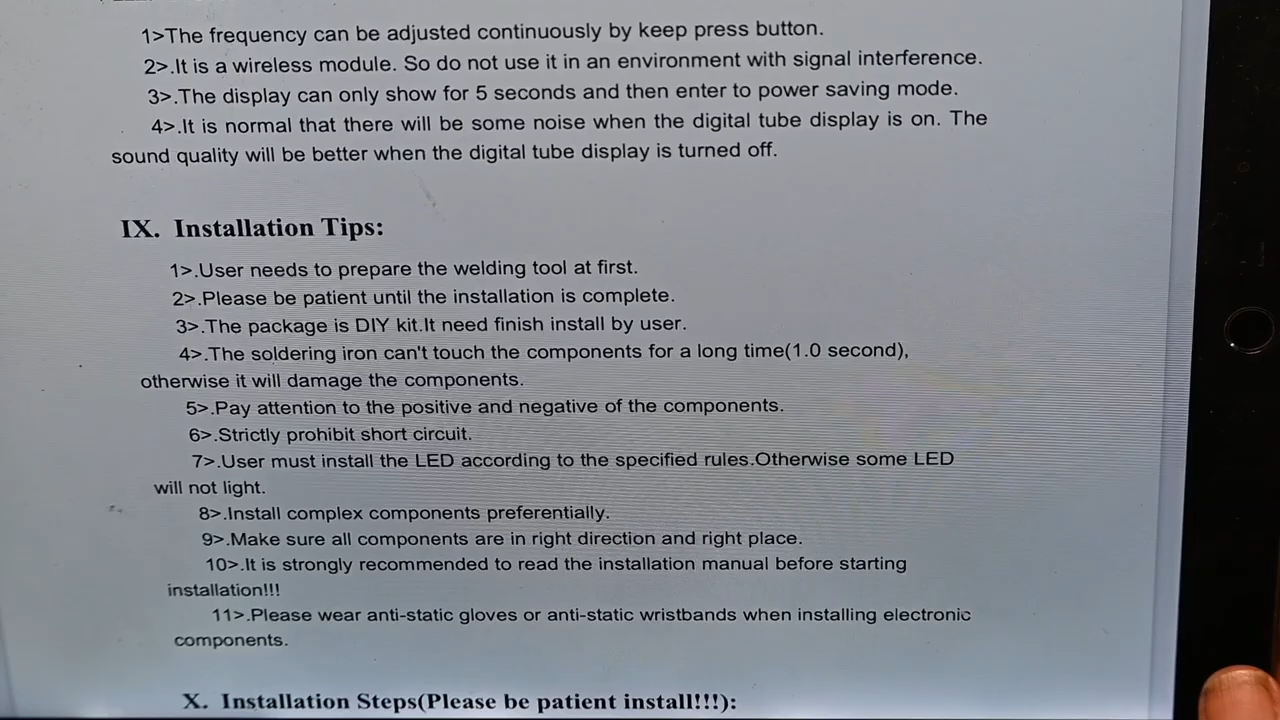 1>The frequency can be adjusted continuously by keep press button.
2>.It is a wireless module. So do not use it in an environment with signal interference.
3>.The display can only show for 5 seconds and then enter to power saving mode.
4>.It is normal that there will be some noise when the digital tube display is on. The
sound quality will be better when the digital tube display is turned off.
IX. Installation Tips:
1>.User needs to prepare the welding tool at first.
2>.Please be patient until the installation is complete.
3>.The package is DIY kit.It need finish install by user.
4>.The soldering iron can't touch the components for a long time(1.0 second),
otherwise it will damage the components.
5>.Pay attention to the positive and negative of the components.
6>.Strictly prohibit short circuit.
7>.User must install the LED according to the specified rules.Otherwise some LED
will not light.
8>.Install complex components preferentially.
9>.Make sure all components are in right direction and right place.
10>.It is strongly recommended to read the installation manual before starting
installation!!!
11>.Please wear anti-static gloves or anti-static wristbands when installing electronic
components.
X. Installation Steps(Please be patient install!!!):